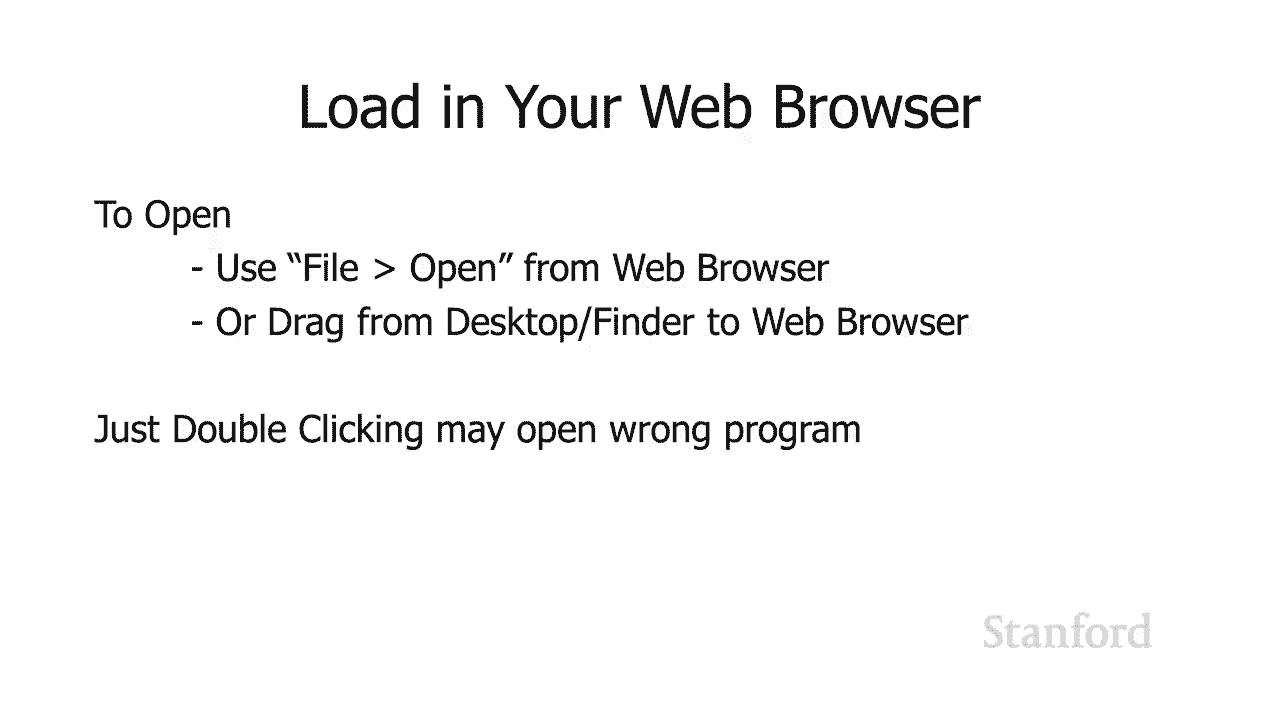 Load in Your Web Browser
To Open
- Use “File > Open” from Web Browser
- Or Drag from Desktop/Finder to Web Browser
Just Double Clicking may open wrong program
Stanford